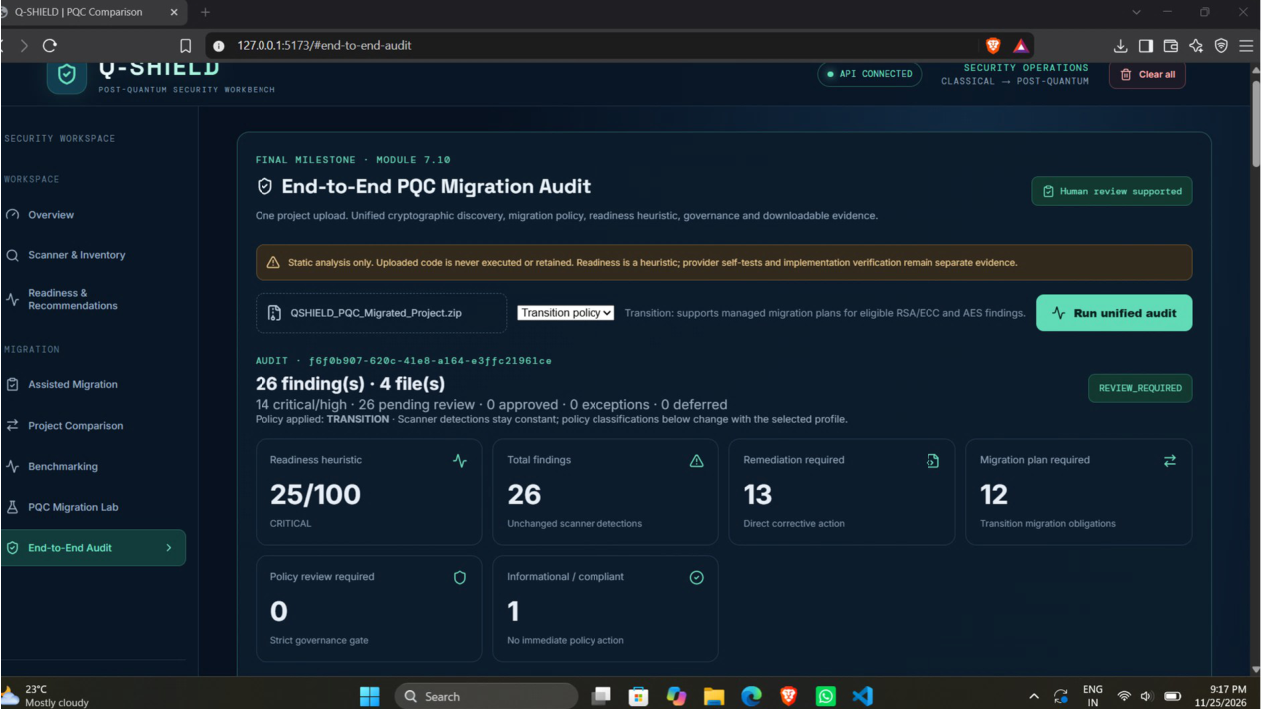 Q-SHIELD | PQC Comparison
127.0.0.1:5173/#end-to-end-audit
Q-SHIELD
POST-QUANTUM SECURITY WORKBENCH
API CONNECTED
SECURITY OPERATIONS
CLASSICAL → POST-QUANTUM
Clear all
SECURITY WORKSPACE
WORKSPACE
Overview
Scanner & Inventory
Readiness &
Recommendations
MIGRATION
Assisted Migration
Project Comparison
Benchmarking
PQC Migration Lab
End-to-End Audit
FINAL MILESTONE · MODULE 7.10
End-to-End PQC Migration Audit
One project upload. Unified cryptographic discovery, migration policy, readiness heuristic, governance and downloadable evidence.
Human review supported
Static analysis only. Uploaded code is never executed or retained. Readiness is a heuristic; provider self-tests and implementation verification remain separate evidence.
QSHIELD_PQC_Migrated_Project.zip
Transition policy
Transition: supports managed migration plans for eligible RSA/ECC and AES findings.
Run unified audit
AUDIT · f6f0b907-620c-41e8-a164-e3ffc21961ce
26 finding(s) · 4 file(s)
14 critical/high · 26 pending review · 0 approved · 0 exceptions · 0 deferred
Policy applied: TRANSITION · Scanner detections stay constant; policy classifications below change with the selected profile.
REVIEW_REQUIRED
Readiness heuristic
25/100
CRITICAL
Total findings
26
Unchanged scanner detections
Remediation required
13
Direct corrective action
Migration plan required
12
Transition migration obligations
Policy review required
0
Strict governance gate
Informational / compliant
1
No immediate policy action
23°C
Mostly cloudy
Search
ENG
IN
9:17 PM
11/25/2026